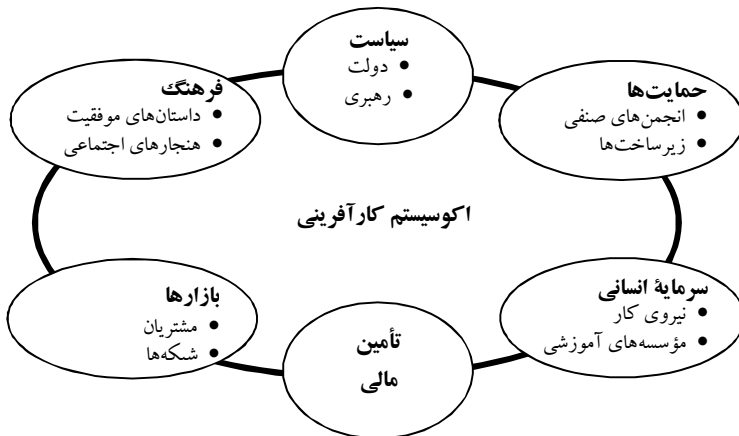 سیاست
• دولت
• رهبری
حمایت‌ها
• انجمن‌های صنفی
• زیرساخت‌ها
فرهنگ
• داستان‌های موفقیت
• هنجارهای اجتماعی
اکوسیستم کارآفرینی
سرمایۀ انسانی
• نیروی کار
• مؤسسه‌های آموزشی
بازارها
• مشتریان
• شبکه‌ها
تأمین
مالی